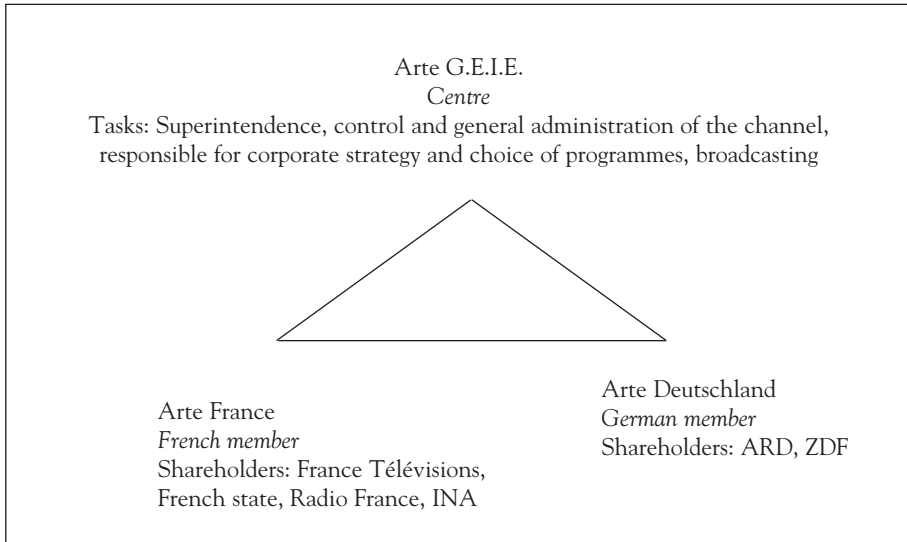 Arte G.E.I.E.
Centre
Tasks: Superintendence, control and general administration of the channel,
responsible for corporate strategy and choice of programmes, broadcasting
Arte France
French member
Shareholders: France Télévisions,
French state, Radio France, INA
Arte Deutschland
German member
Shareholders: ARD, ZDF